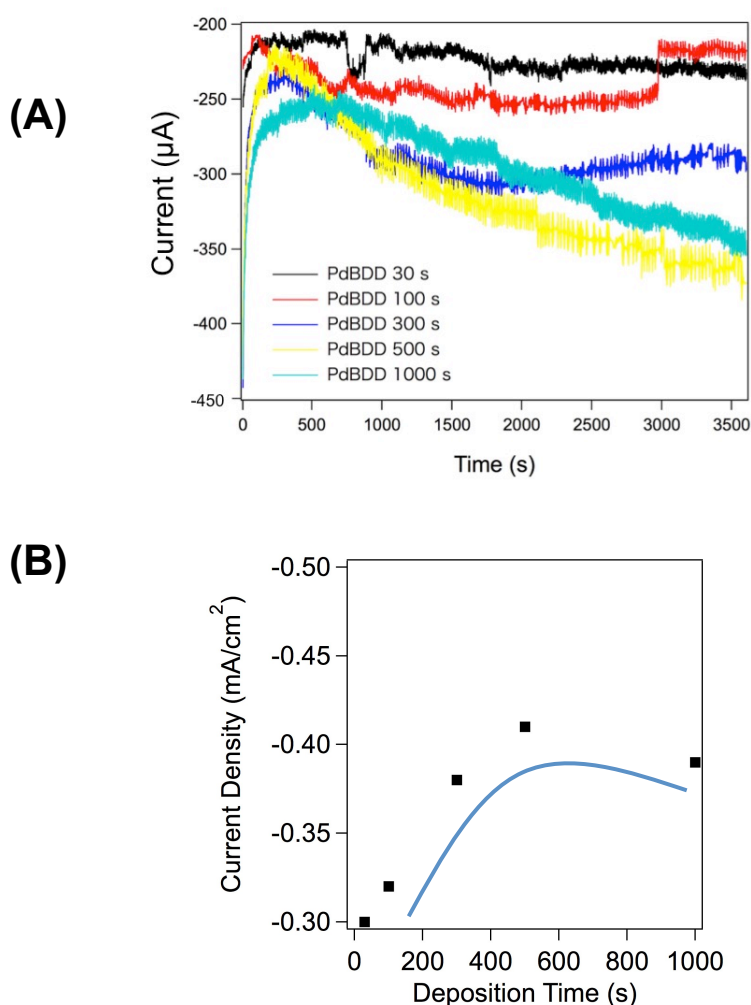 (A)
Current (µA)
-200
-250
-300
-350
-400
-450
PdBDD 30 s
PdBDD 100 s
PdBDD 300 s
PdBDD 500 s
PdBDD 1000 s
0 500 1000 1500 2000 2500 3000 3500
Time (s)
(B)
Current Density (mA/cm²)
-0.50
-0.45
-0.40
-0.35
-0.30
0 200 400 600 800 1000
Deposition Time (s)